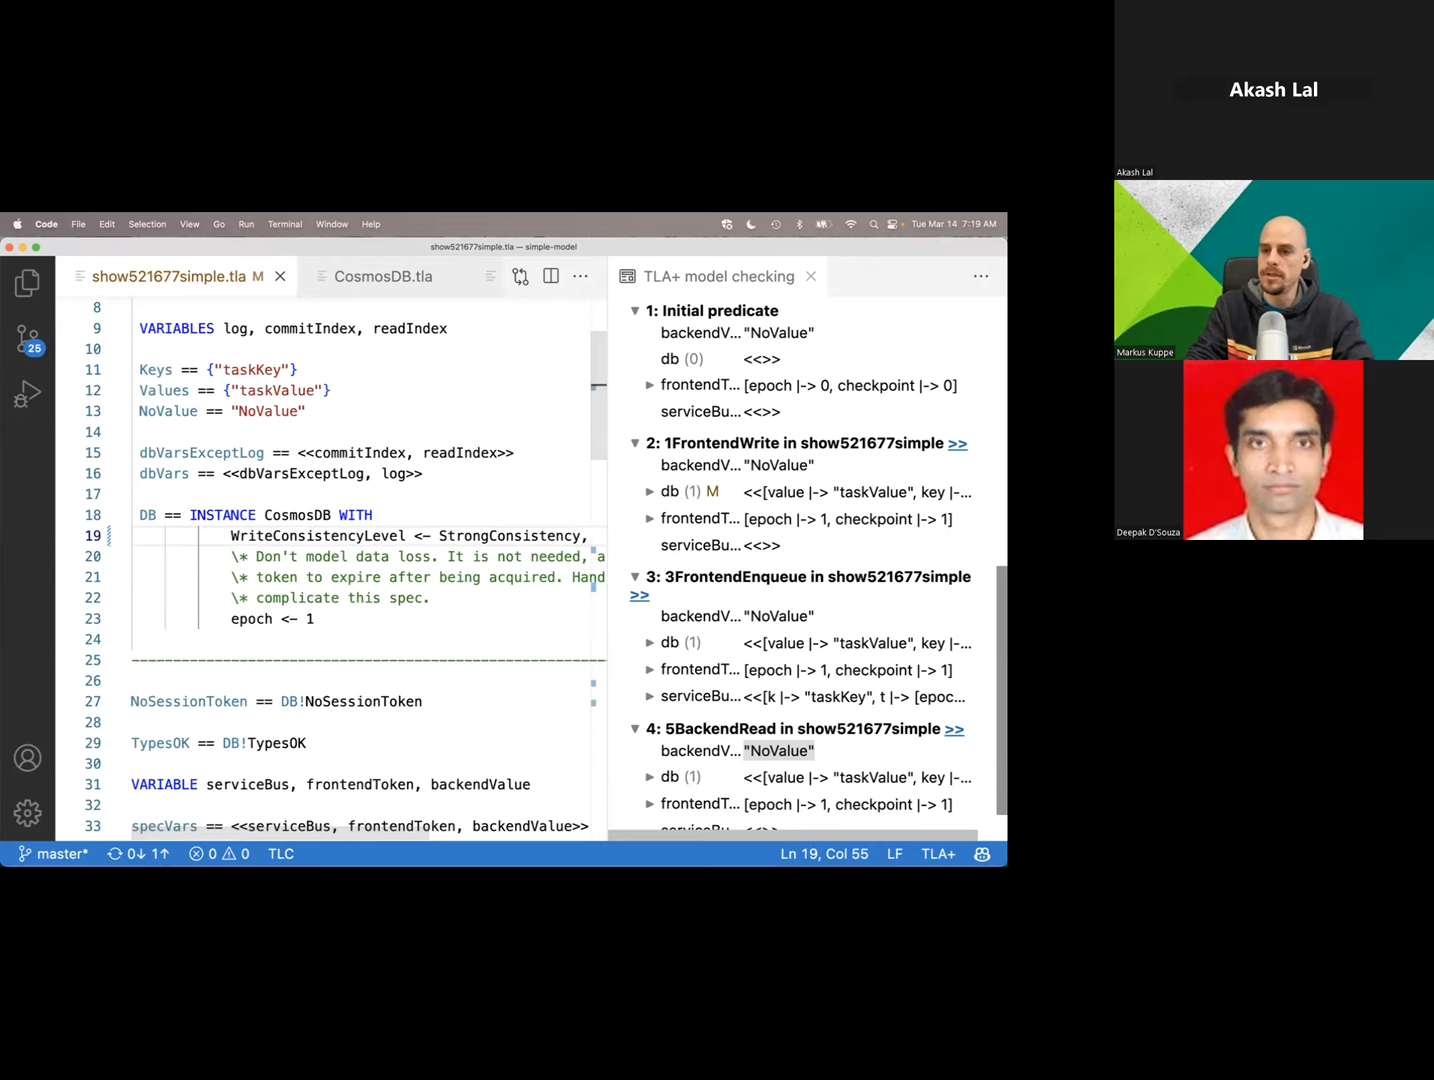 Code File Edit Selection View Go Run Terminal Window Help Tue Mar 14 7:19 AM
show521677simple.tla — simple-model
show521677simple.tla M
CosmosDB.tla
8
9 VARIABLES log, commitIndex, readIndex
10
11 Keys == {"taskKey"}
12 Values == {"taskValue"}
13 NoValue == "NoValue"
14
15 dbVarsExceptLog == <<commitIndex, readIndex>>
16 dbVars == <<dbVarsExceptLog, log>>
17
18 DB == INSTANCE CosmosDB WITH
19 WriteConsistencyLevel <- StrongConsistency,
20 \* Don't model data loss. It is not needed, a
21 \* token to expire after being acquired. Hand
22 \* complicate this spec.
23 epoch <- 1
24
25 --------------------------------------------------------
26
27 NoSessionToken == DB!NoSessionToken
28
29 TypesOK == DB!TypesOK
30
31 VARIABLE serviceBus, frontendToken, backendValue
32
33 specVars == <<serviceBus, frontendToken, backendValue>>
TLA+ model checking
1: Initial predicate
backendV... "NoValue"
db (0) <<>>
frontendT... [epoch |-> 0, checkpoint |-> 0]
serviceBu... <<>>
2: 1FrontendWrite in show521677simple >>
backendV... "NoValue"
db (1) M <<[value |-> "taskValue", key |-...
frontendT... [epoch |-> 1, checkpoint |-> 1]
serviceBu... <<>>
3: 3FrontendEnqueue in show521677simple
>>
backendV... "NoValue"
db (1) <<[value |-> "taskValue", key |-...
frontendT... [epoch |-> 1, checkpoint |-> 1]
serviceBu... <<[k |-> "taskKey", t |-> [epoc...
4: 5BackendRead in show521677simple >>
backendV... "NoValue"
db (1) <<[value |-> "taskValue", key |-...
frontendT... [epoch |-> 1, checkpoint |-> 1]
serviceBu... <<>>
25
master* 0↓ 1↑ 0 0 TLC Ln 19, Col 55 LF TLA+
Akash Lal
Akash Lal
Microsoft
Markus Kuppe
Deepak D'Souza